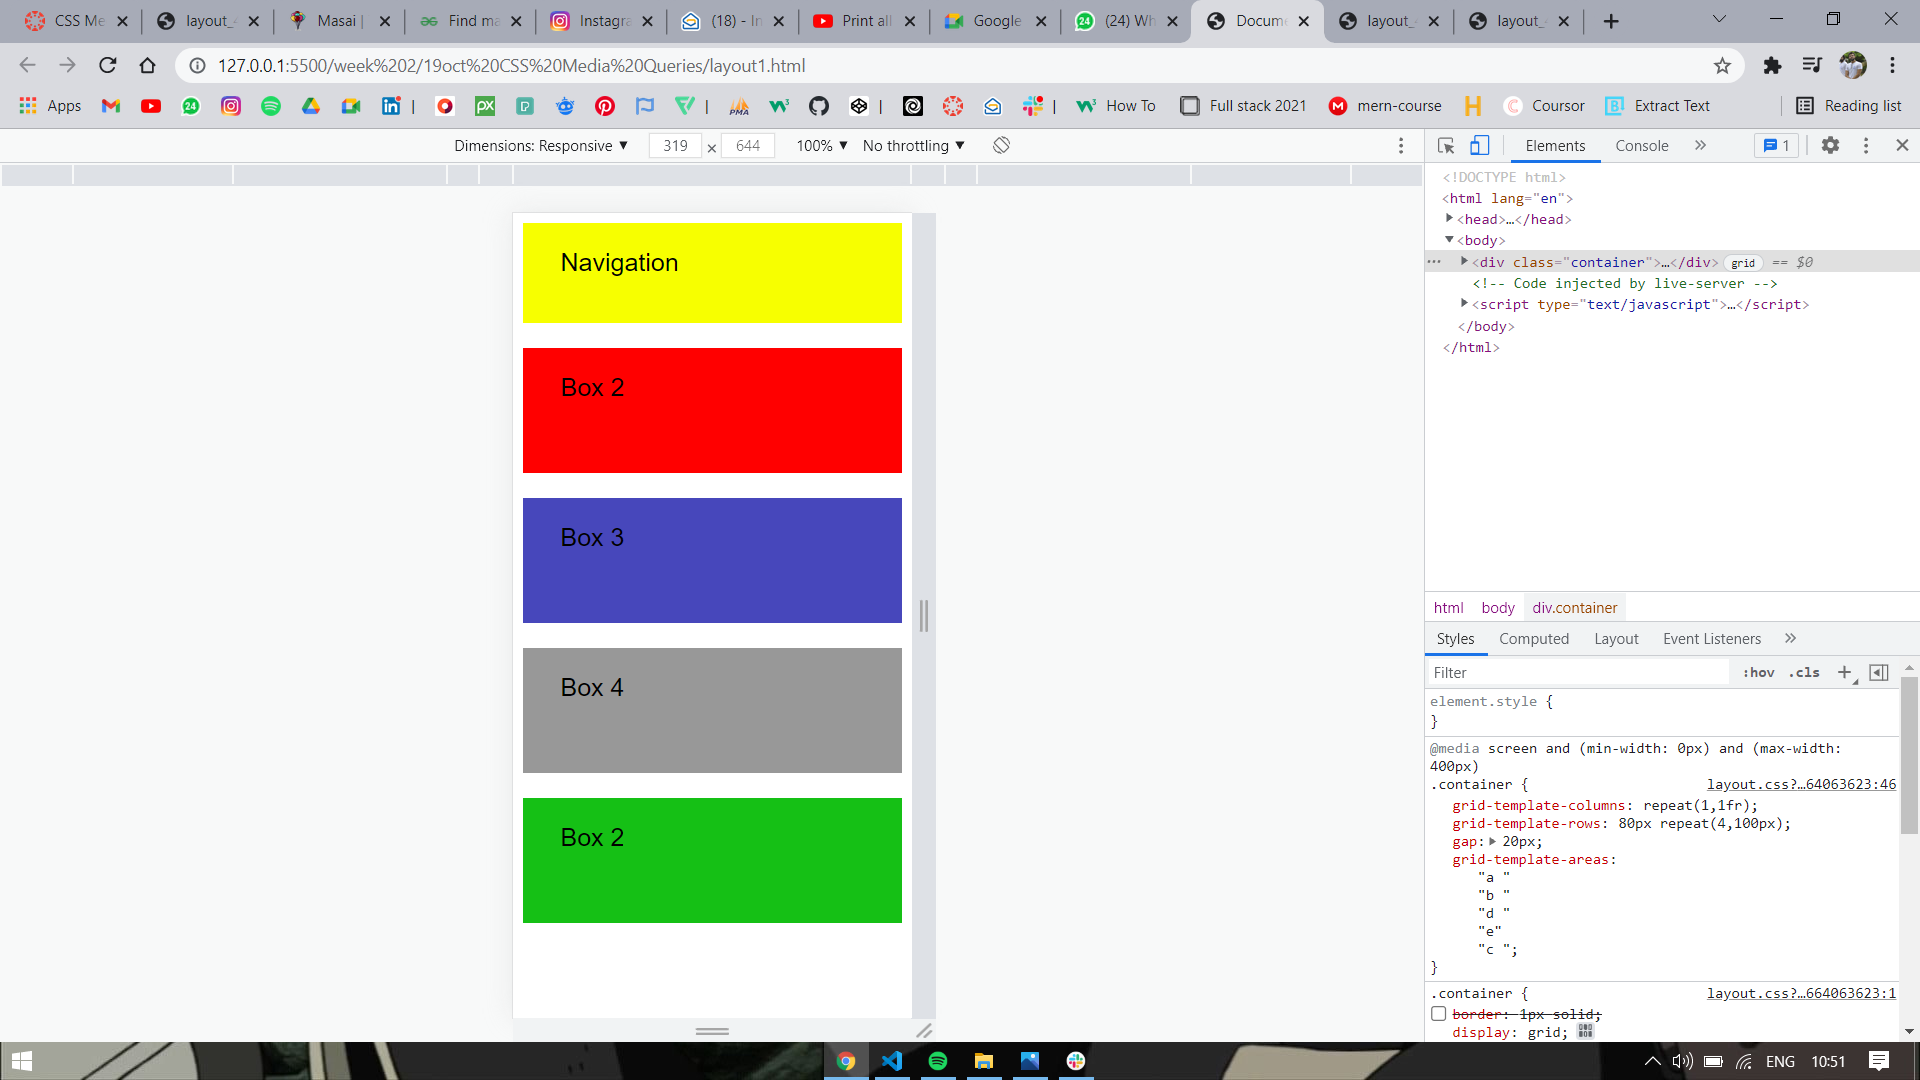 CSS Me
layout_
Masai |
Find ma
Instagra
(18) - In
Print all
Google
(24) Wh
Docume
layout_
layout_
127.0.0.1:5500/week%202/19oct%20CSS%20Media%20Queries/layout1.html
Apps
|
|
|
|
How To
Full stack 2021
mern-course
Coursor
Extract Text
Reading list
Dimensions: Responsive
319
×
644
100%
No throttling
Elements
Console
»
1
<!DOCTYPE html>
<html lang="en">
<head>…</head>
<body>
<div class="container">…</div> grid == $0
<!-- Code injected by live-server -->
<script type="text/javascript">…</script>
</body>
</html>
Navigation
Box 2
Box 3
Box 4
Box 2
html body div.container
Styles Computed Layout Event Listeners »
Filter :hov .cls +
element.style {
}
@media screen and (min-width: 0px) and (max-width:
400px)
.container { layout.css?…64063623:46
grid-template-columns: repeat(1,1fr);
grid-template-rows: 80px repeat(4,100px);
gap: 20px;
grid-template-areas:
"a "
"b "
"d "
"e"
"c ";
}
.container { layout.css?…664063623:1
border: 1px solid;
display: grid;
ENG 10:51